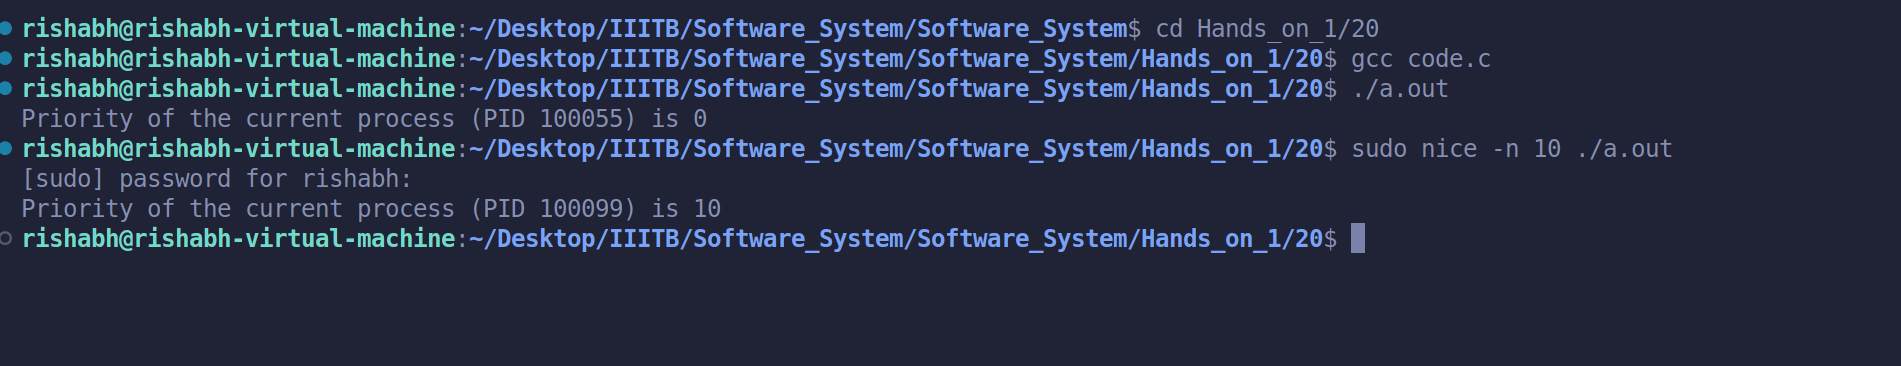 rishabh@rishabh-virtual-machine:~/Desktop/IIITB/Software_System/Software_System$ cd Hands_on_1/20
rishabh@rishabh-virtual-machine:~/Desktop/IIITB/Software_System/Software_System/Hands_on_1/20$ gcc code.c
rishabh@rishabh-virtual-machine:~/Desktop/IIITB/Software_System/Software_System/Hands_on_1/20$ ./a.out
Priority of the current process (PID 100055) is 0
rishabh@rishabh-virtual-machine:~/Desktop/IIITB/Software_System/Software_System/Hands_on_1/20$ sudo nice -n 10 ./a.out
[sudo] password for rishabh:
Priority of the current process (PID 100099) is 10
rishabh@rishabh-virtual-machine:~/Desktop/IIITB/Software_System/Software_System/Hands_on_1/20$